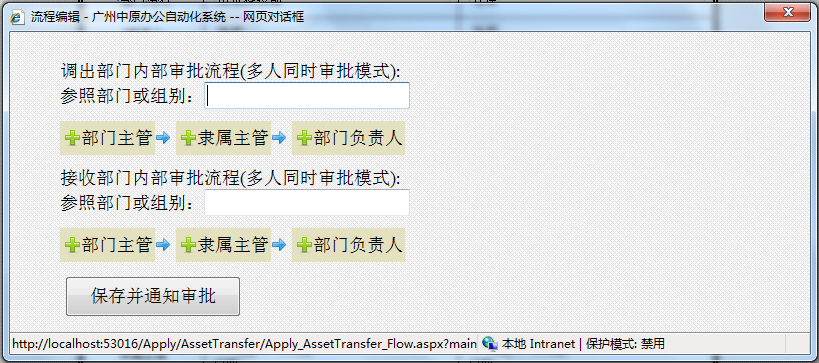 流程编辑 - 广州中原办公自动化系统 -- 网页对话框
调出部门内部审批流程(多人同时审批模式):
参照部门或组别：
部门主管 隶属主管 部门负责人
接收部门内部审批流程(多人同时审批模式):
参照部门或组别：
部门主管 隶属主管 部门负责人
保存并通知审批
http://localhost:53016/Apply/AssetTransfer/Apply_AssetTransfer_Flow.aspx?main 本地 Intranet | 保护模式: 禁用